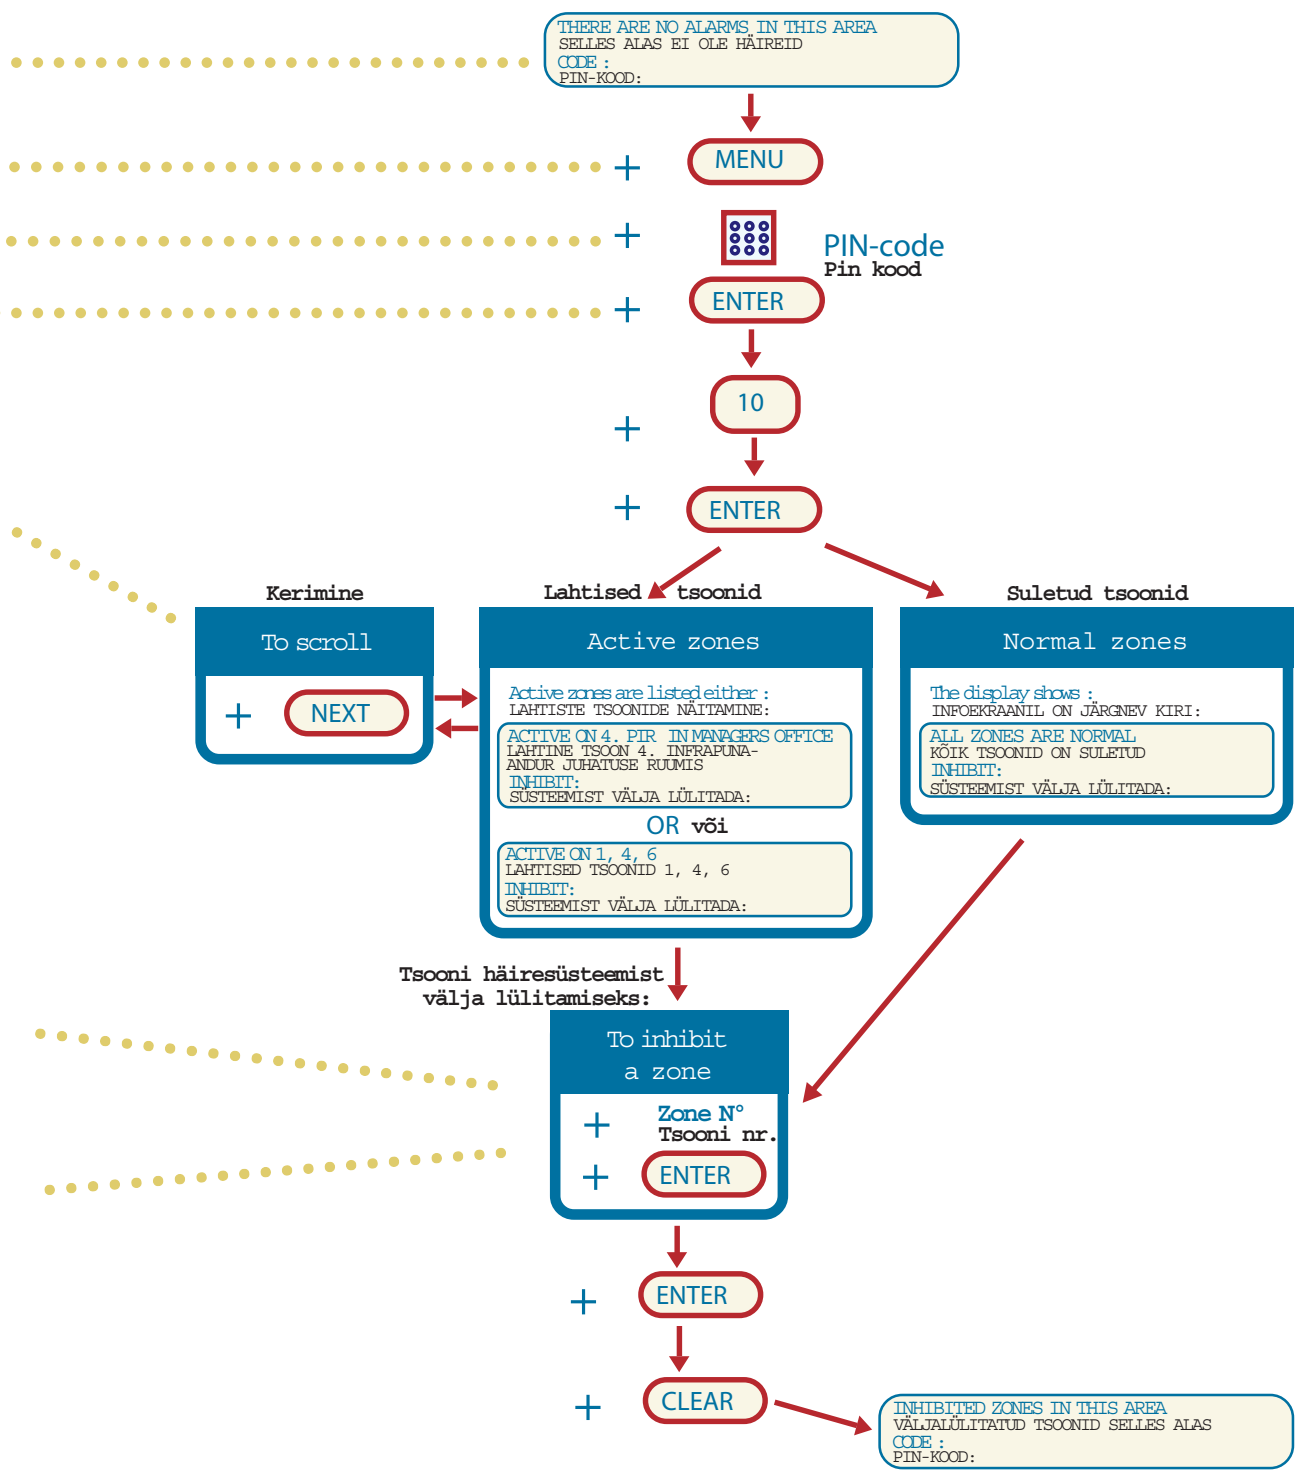 THERE ARE NO ALARMS IN THIS AREA
SELLES ALAS EI OLE HÄIREID
CODE :
PIN-KOOD:
+
MENU
+
PIN-code
Pin kood
+
ENTER
10
+
+
ENTER
Kerimine
To scroll
+
NEXT
Lahtised tsoonid
Active zones
Active zones are listed either :
LAHTISTE TSOONIDE NÄITAMINE:
ACTIVE ON 4. PIR IN MANAGERS OFFICE
LAHTINE TSOON 4. INFRAPUNA-
ANDUR JUHATUSE RUUMIS
INHIBIT:
SÜSTEEMIST VÄLJA LÜLITADA:
OR või
ACTIVE ON 1, 4, 6
LAHTISED TSOONID 1, 4, 6
INHIBIT:
SÜSTEEMIST VÄLJA LÜLITADA:
Suletud tsoonid
Normal zones
The display shows :
INFOEKRAANIL ON JÄRGNEV KIRI:
ALL ZONES ARE NORMAL
KÕIK TSOONID ON SULETUD
INHIBIT:
SÜSTEEMIST VÄLJA LÜLITADA:
Tsooni häiresüsteemist
välja lülitamiseks:
To inhibit
a zone
+
Zone N°
Tsooni nr.
+
ENTER
+
ENTER
+
CLEAR
INHIBITED ZONES IN THIS AREA
VÄLJALÜLITATUD TSOONID SELLES ALAS
CODE :
PIN-KOOD: